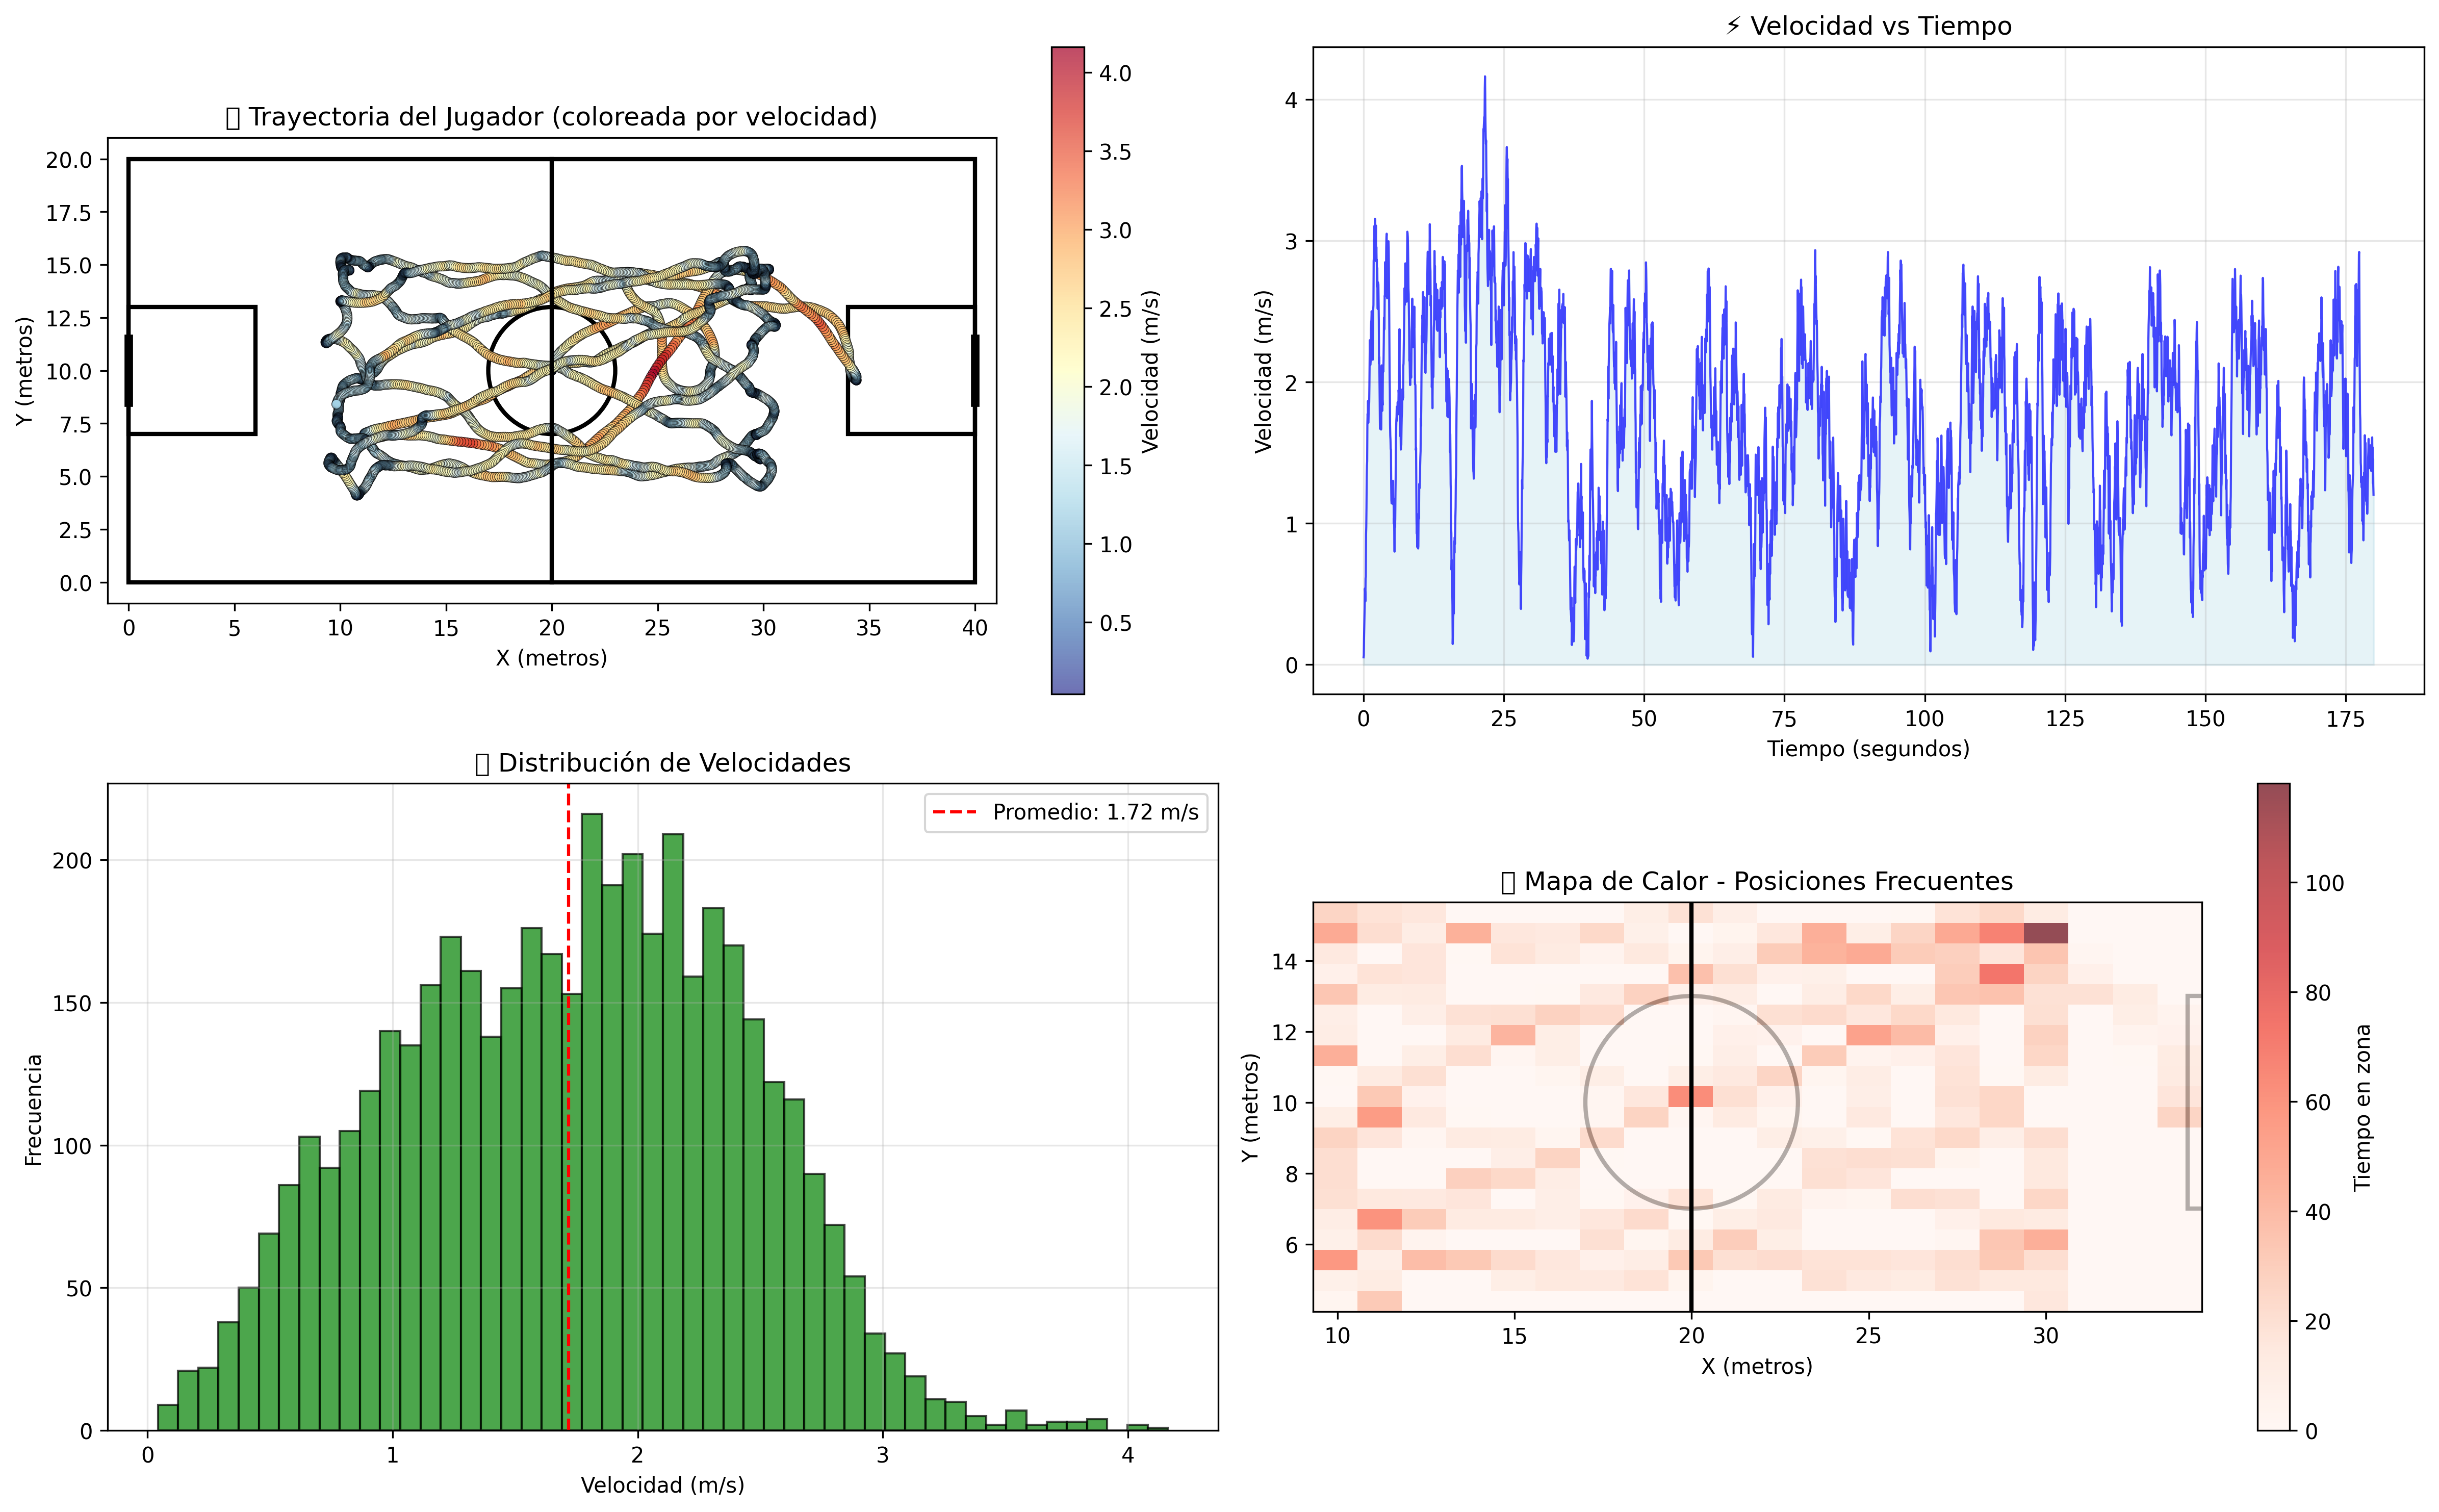 ▯ Trayectoria del Jugador (coloreada por velocidad)
20.0
17.5
15.0
12.5
10.0
7.5
5.0
2.5
0.0
Y (metros)
0 5 10 15 20 25 30 35 40
X (metros)
4.0
3.5
3.0
2.5
2.0
1.5
1.0
0.5
Velocidad (m/s)
⚡ Velocidad vs Tiempo
4
3
2
1
0
Velocidad (m/s)
0 25 50 75 100 125 150 175
Tiempo (segundos)
▯ Distribución de Velocidades
Promedio: 1.72 m/s
200
150
100
50
0
Frecuencia
0 1 2 3 4
Velocidad (m/s)
▯ Mapa de Calor - Posiciones Frecuentes
14
12
10
8
6
Y (metros)
10 15 20 25 30
X (metros)
100
80
60
40
20
0
Tiempo en zona